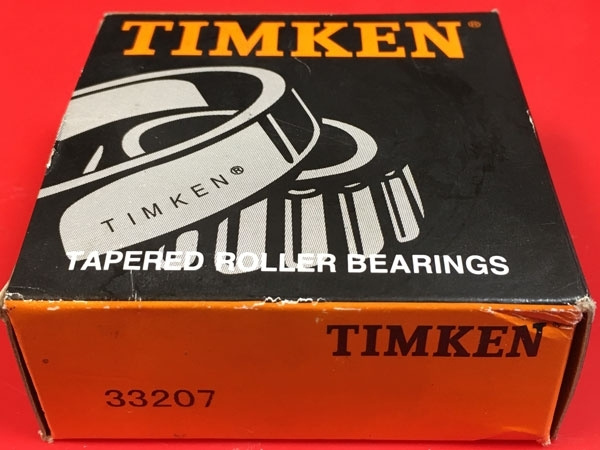 TIMKEN®
TIMKEN®
TAPERED ROLLER BEARINGS
TIMKEN
33207